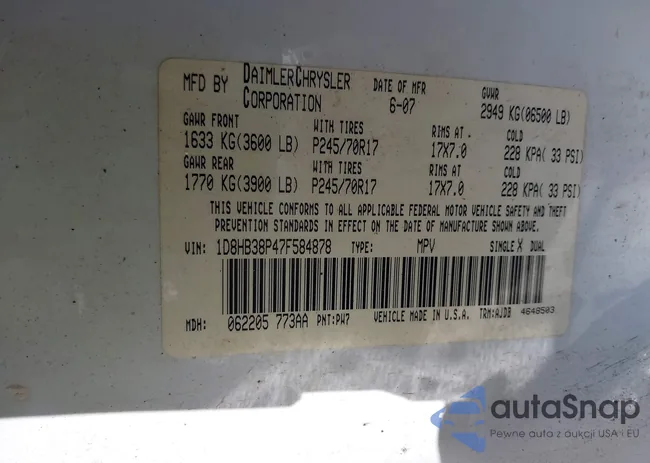 MFD BY DAIMLERCHRYSLER CORPORATION DATE OF MFR 6-07 GVWR 2949 KG(06500 LB)
GAWR FRONT WITH TIRES RIMS AT COLD
1633 KG(3600 LB) P245/70R17 17X7.0 228 KPA( 33 PSI)
GAWR REAR WITH TIRES RIMS AT COLD
1770 KG(3900 LB) P245/70R17 17X7.0 228 KPA( 33 PSI)
THIS VEHICLE CONFORMS TO ALL APPLICABLE FEDERAL MOTOR VEHICLE SAFETY AND THEFT
PREVENTION STANDARDS IN EFFECT ON THE DATE OF MANUFACTURE SHOWN ABOVE.
VIN: 1D8HB38P47F584878 TYPE: MPV SINGLE X DUAL
MDH: 062205 773AA PNT:PW7 VEHICLE MADE IN U.S.A. TRM:AJDB 4648503
autaSnap
Pewne auta z aukcji USA i EU